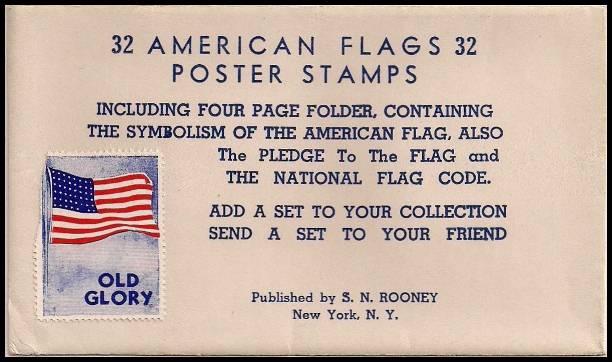 32 AMERICAN FLAGS 32
POSTER STAMPS
INCLUDING FOUR PAGE FOLDER, CONTAINING
THE SYMBOLISM OF THE AMERICAN FLAG, ALSO
The PLEDGE To The FLAG and
THE NATIONAL FLAG CODE.
ADD A SET TO YOUR COLLECTION
SEND A SET TO YOUR FRIEND
OLD
GLORY
Published by S. N. ROONEY
New York, N. Y.